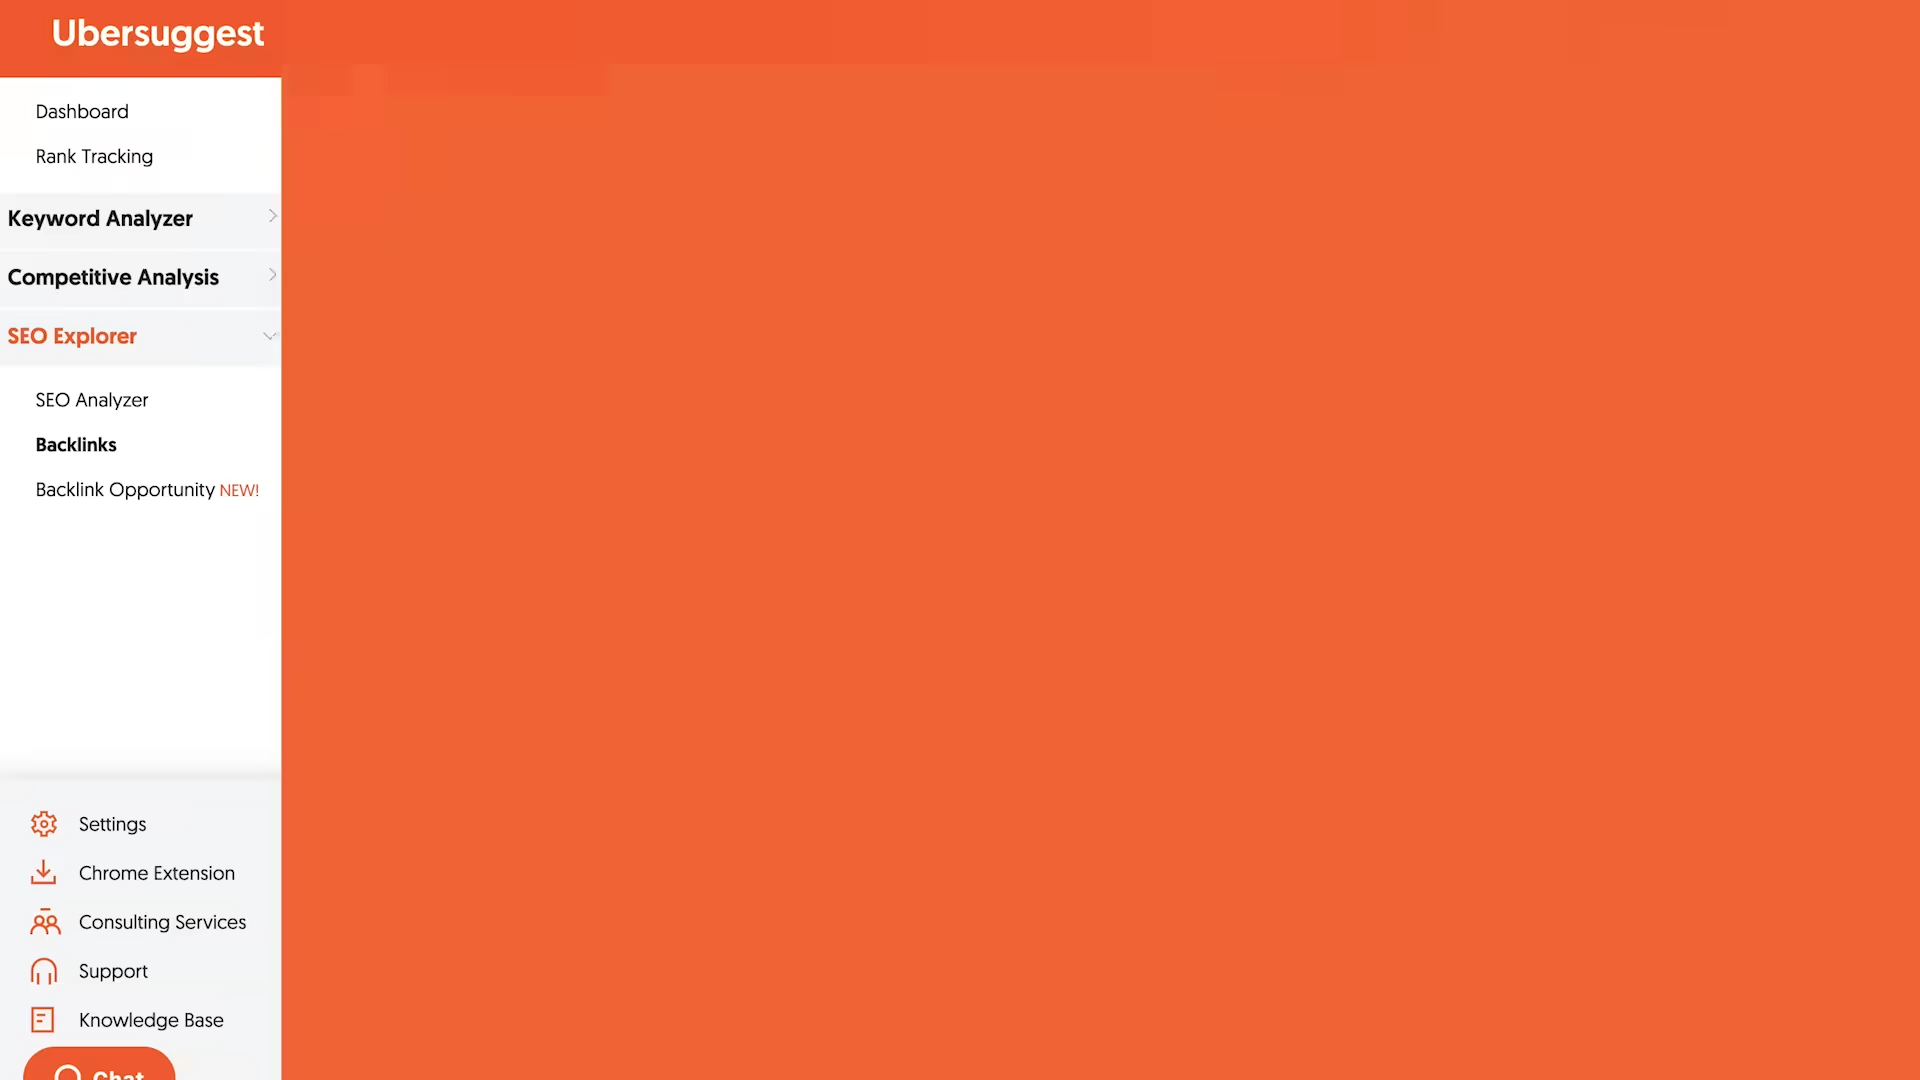 Ubersuggest
Dashboard
Rank Tracking
Keyword Analyzer
Competitive Analysis
SEO Explorer
SEO Analyzer
Backlinks
Backlink Opportunity NEW!
Settings
Chrome Extension
Consulting Services
Support
Knowledge Base
Chat